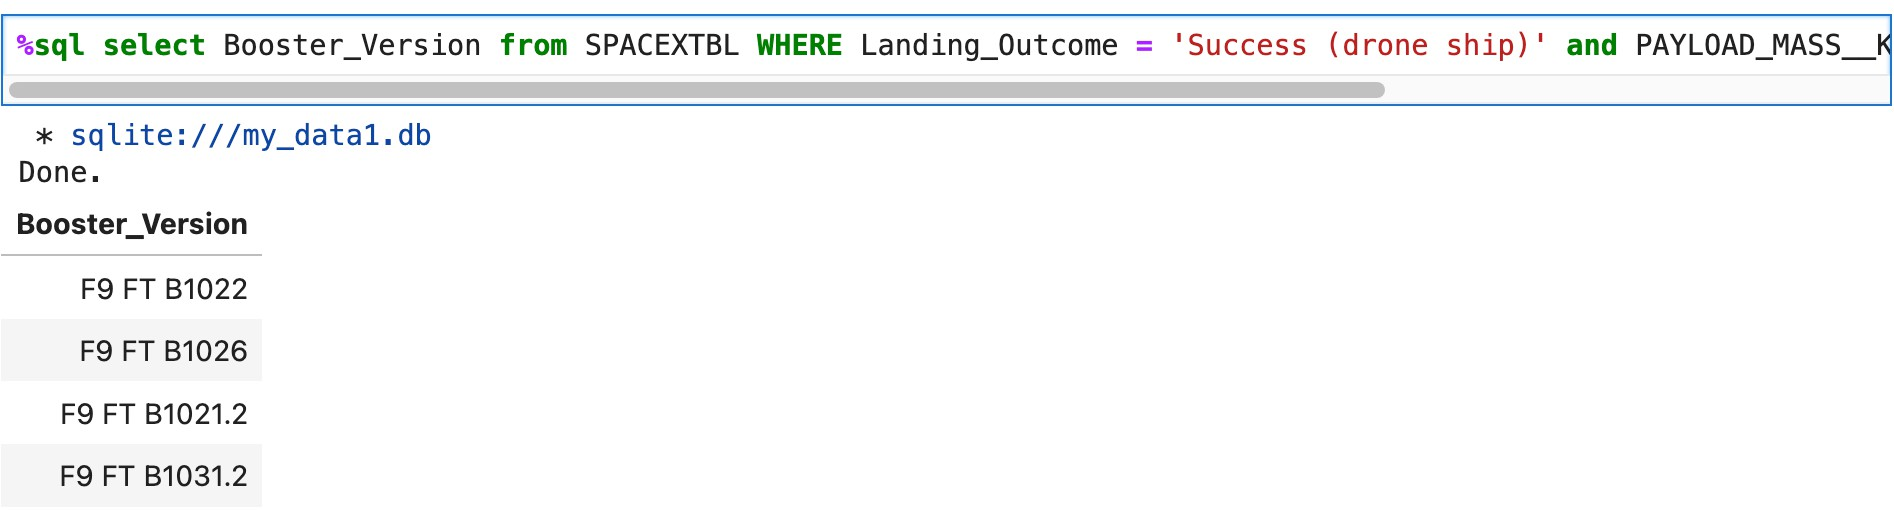 %sql select Booster_Version from SPACEXTBL WHERE Landing_Outcome = 'Success (drone ship)' and PAYLOAD_MASS__K
* sqlite:///my_data1.db
Done.
Booster_Version
F9 FT B1022
F9 FT B1026
F9 FT B1021.2
F9 FT B1031.2